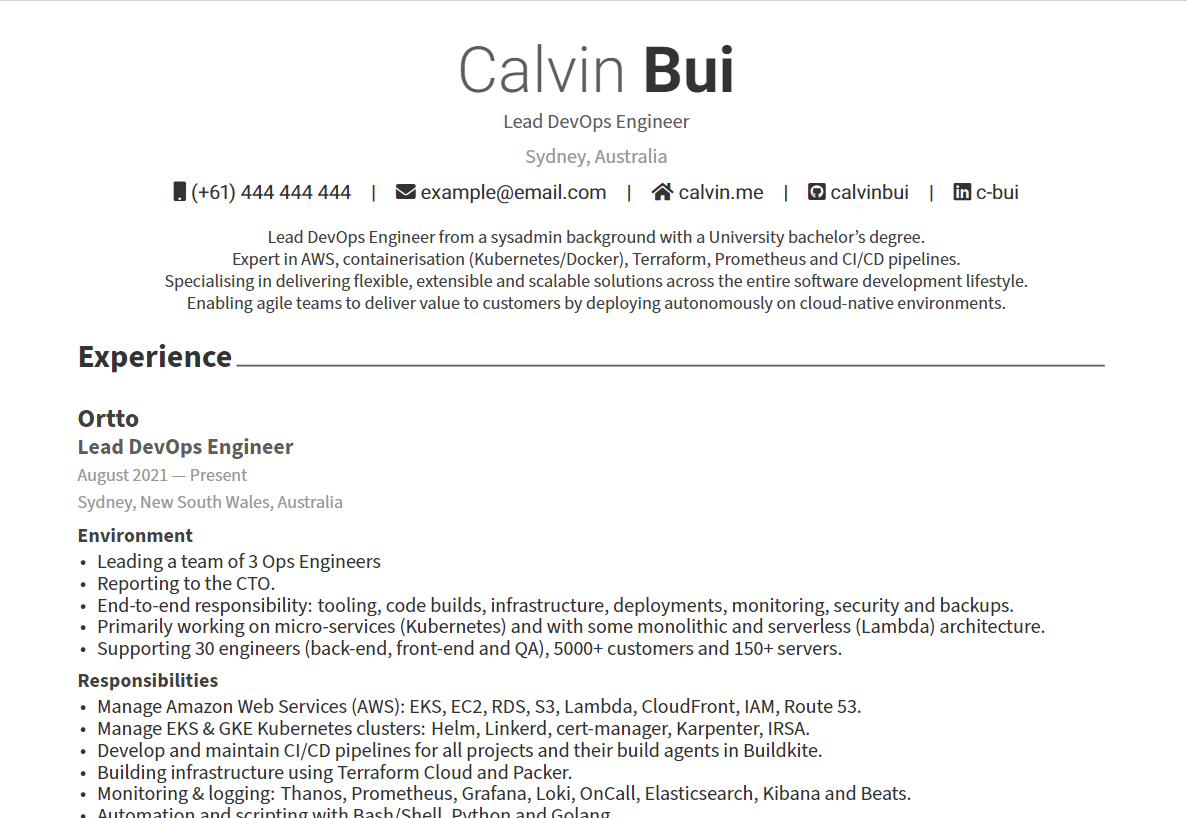 Calvin Bui
Lead DevOps Engineer
Sydney, Australia
(+61) 444 444 444 | example@email.com | calvin.me | calvinbui | c-bui
Lead DevOps Engineer from a sysadmin background with a University bachelor’s degree.
Expert in AWS, containerisation (Kubernetes/Docker), Terraform, Prometheus and CI/CD pipelines.
Specialising in delivering flexible, extensible and scalable solutions across the entire software development lifestyle.
Enabling agile teams to deliver value to customers by deploying autonomously on cloud-native environments.
Experience
Ortto
Lead DevOps Engineer
August 2021 — Present
Sydney, New South Wales, Australia
Environment
• Leading a team of 3 Ops Engineers
• Reporting to the CTO.
• End-to-end responsibility: tooling, code builds, infrastructure, deployments, monitoring, security and backups.
• Primarily working on micro-services (Kubernetes) and with some monolithic and serverless (Lambda) architecture.
• Supporting 30 engineers (back-end, front-end and QA), 5000+ customers and 150+ servers.
Responsibilities
• Manage Amazon Web Services (AWS): EKS, EC2, RDS, S3, Lambda, CloudFront, IAM, Route 53.
• Manage EKS & GKE Kubernetes clusters: Helm, Linkerd, cert-manager, Karpenter, IRSA.
• Develop and maintain CI/CD pipelines for all projects and their build agents in Buildkite.
• Building infrastructure using Terraform Cloud and Packer.
• Monitoring & logging: Thanos, Prometheus, Grafana, Loki, OnCall, Elasticsearch, Kibana and Beats.
• Automation and scripting with Bash/Shell, Python and Golang